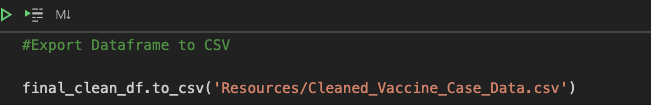 M↓
#Export Dataframe to CSV
final_clean_df.to_csv('Resources/Cleaned_Vaccine_Case_Data.csv')